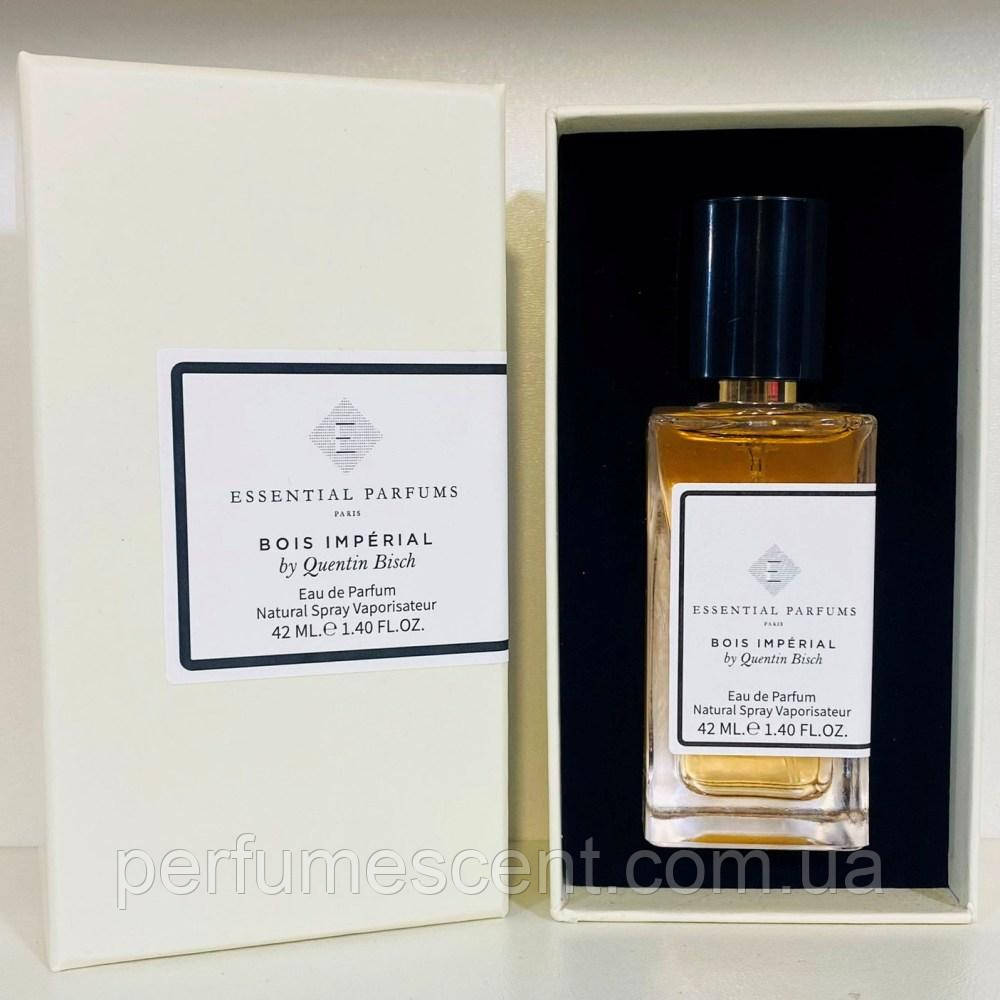 E
ESSENTIAL PARFUMS
PARIS
BOIS IMPÉRIAL
by Quentin Bisch
Eau de Parfum
Natural Spray Vaporisateur
42 ML.℮ 1.40 FL.OZ.
E
ESSENTIAL PARFUMS
PARIS
BOIS IMPÉRIAL
by Quentin Bisch
Eau de Parfum
Natural Spray Vaporisateur
42 ML.℮ 1.40 FL.OZ.
perfumescent.com.ua